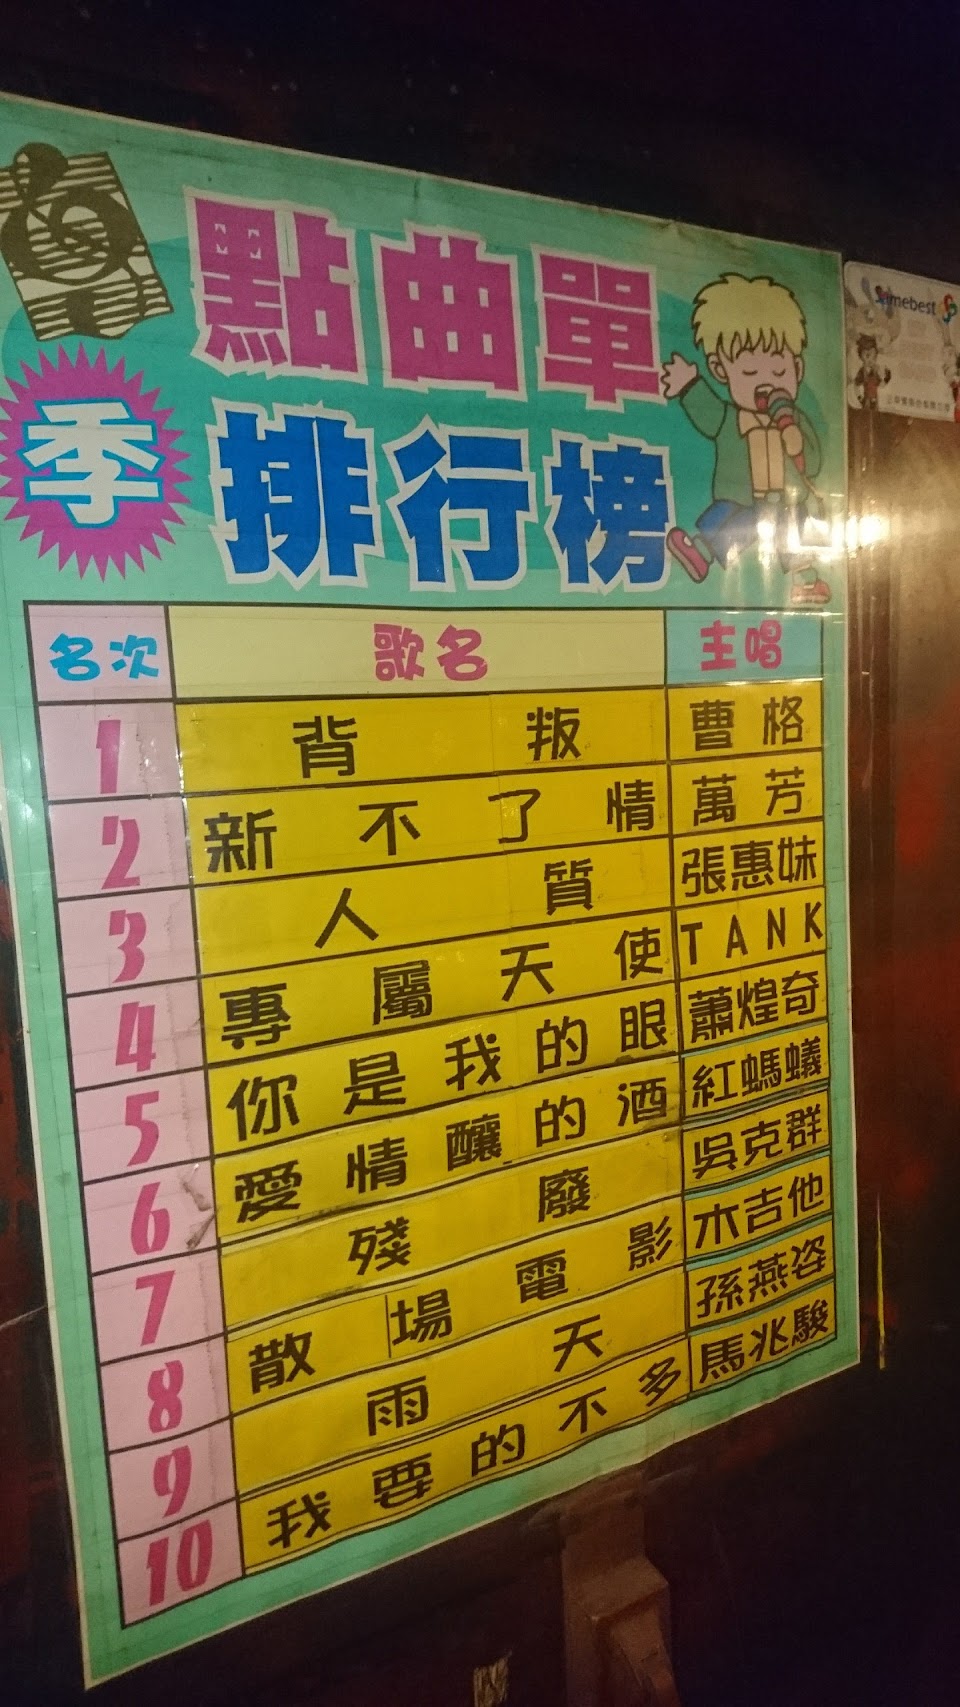 點曲單
季
排行榜
名次 歌名 主唱
1 背叛 曹格
2 新不了情 萬芳
3 人質 張惠妹
4 專屬天使 TANK
5 你是我的眼 蕭煌奇
6 愛情釀的酒 紅螞蟻
7 殘廢 吳克群
8 散場電影 木吉他
9 雨天 孫燕姿
10 我要的不多 馬兆駿